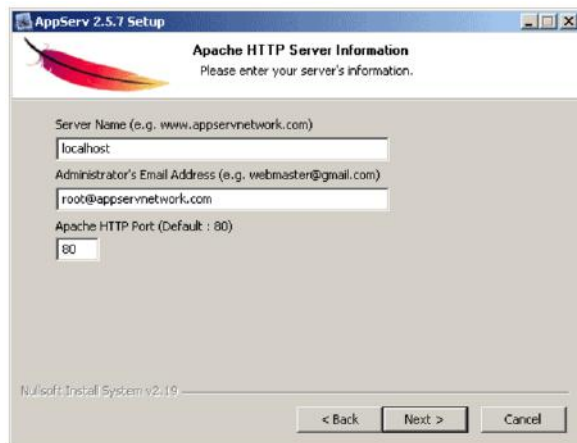 AppServ 2.5.7 Setup
Apache HTTP Server Information
Please enter your server's information.
Server Name (e.g. www.appservnetwork.com)
localhost
Administrator's Email Address (e.g. webmaster@gmail.com)
root@appservnetwork.com
Apache HTTP Port (Default : 80)
80
Nullsoft Install System v2.19
< Back
Next >
Cancel